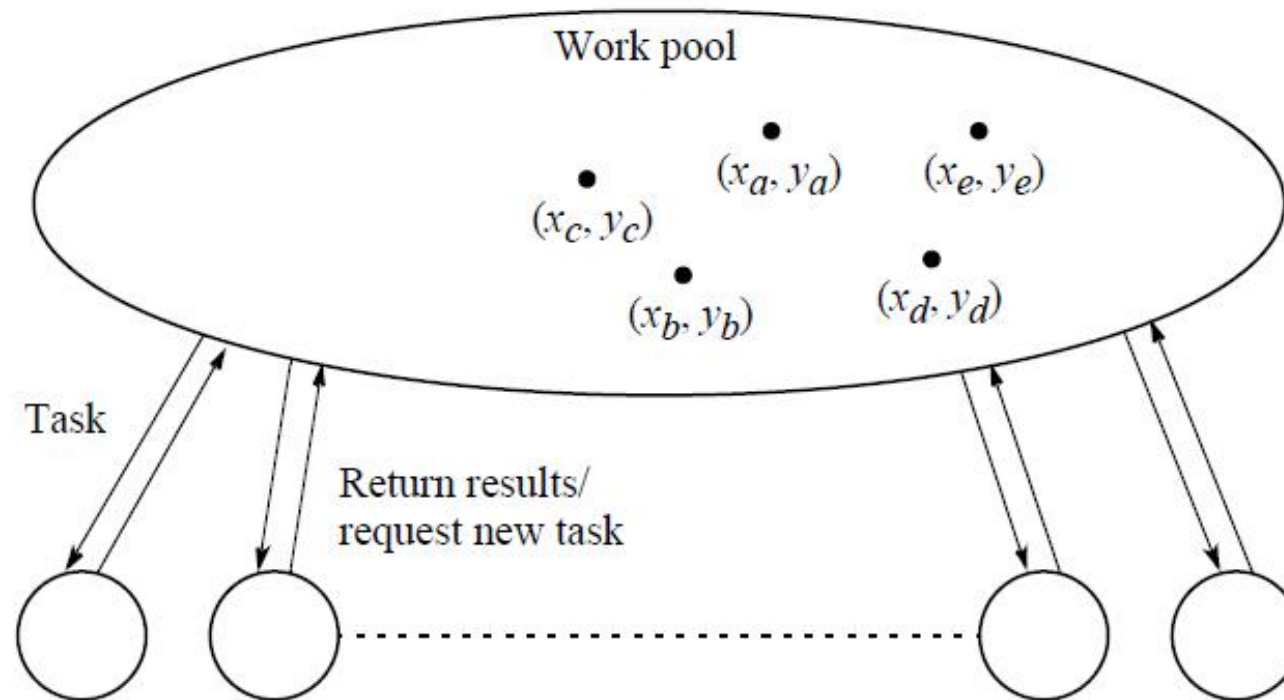 Work pool
(xa, ya)
(xe, ye)
(xc, yc)
(xb, yb)
(xd, yd)
Task
Return results/
request new task